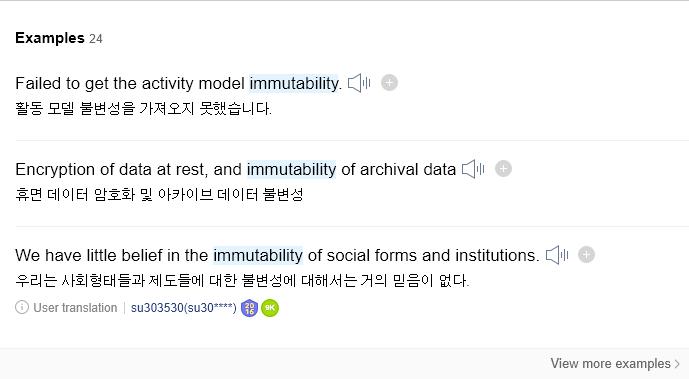 Examples 24
Failed to get the activity model immutability.
활동 모델 불변성을 가져오지 못했습니다.
Encryption of data at rest, and immutability of archival data
휴면 데이터 암호화 및 아카이브 데이터 불변성
We have little belief in the immutability of social forms and institutions.
우리는 사회형태들과 제도들에 대한 불변성에 대해서는 거의 믿음이 없다.
User translation | su303530(su30****) 2016 9K
View more examples >